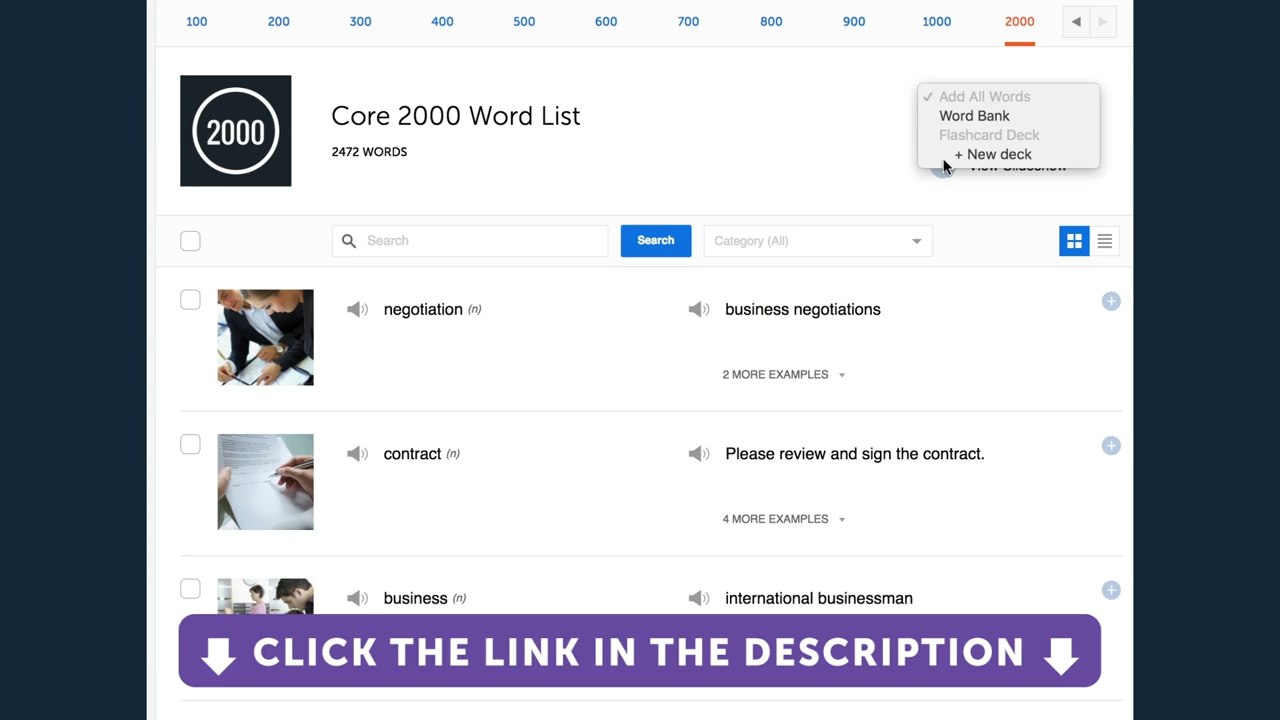 100 200 300 400 500 600 700 800 900 1000 2000
2000
Core 2000 Word List
2472 WORDS
✓ Add All Words
Word Bank
Flashcard Deck
+ New deck
View Slideshow
Search
Search
Category (All)
negotiation (n)
business negotiations
2 MORE EXAMPLES
contract (n)
Please review and sign the contract.
4 MORE EXAMPLES
business (n)
international businessman
CLICK THE LINK IN THE DESCRIPTION